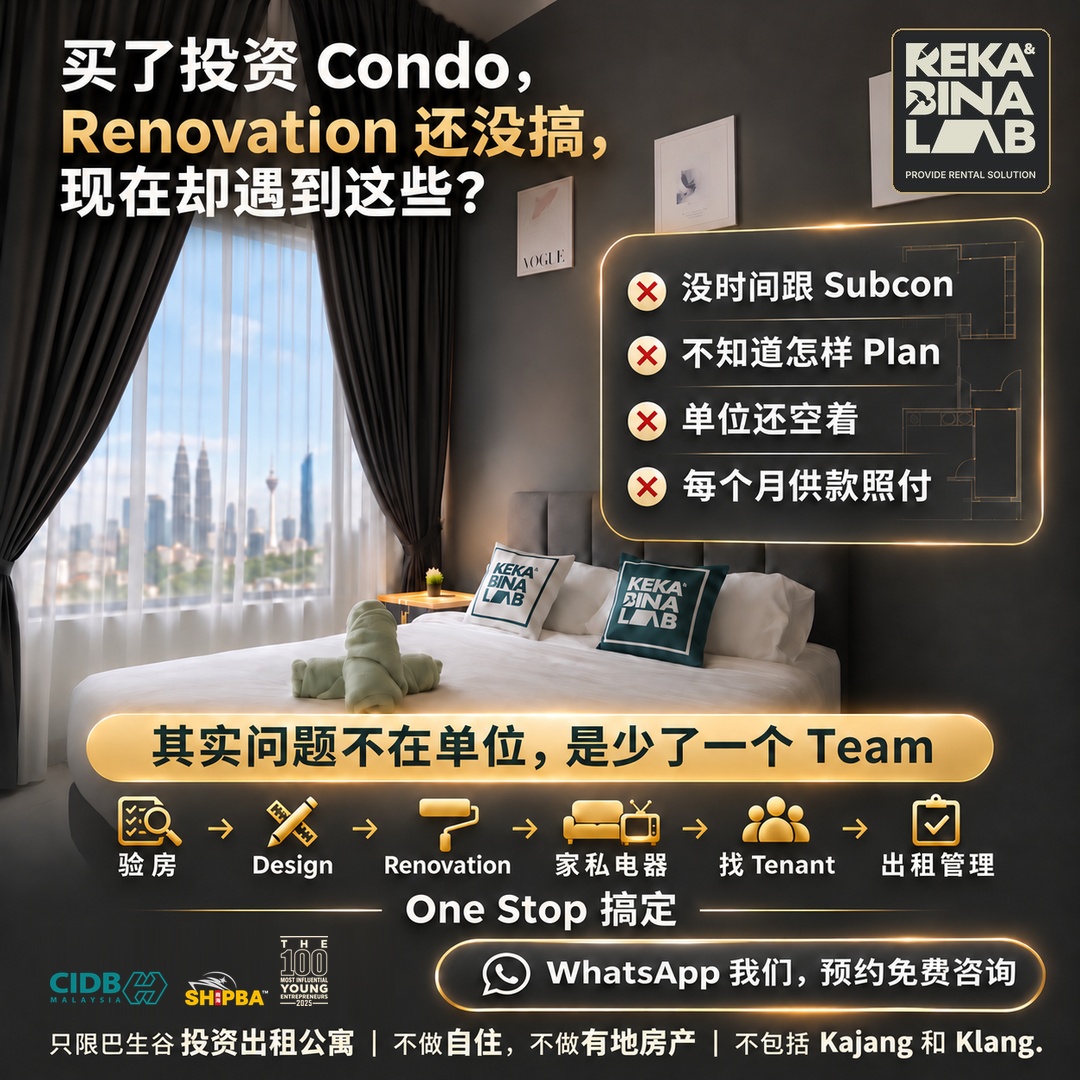 买了投资 Condo，
Renovation 还没搞，
现在却遇到这些？
KEKA &
BINA
LAB
PROVIDE RENTAL SOLUTION
VOGUE
没时间跟 Subcon
不知道怎样 Plan
单位还空着
每个月供款照付
KEKA &
BINA
LAB
KEKA &
BINA
LAB
其实问题不在单位，是少了一个 Team
验房 → Design → Renovation → 家私电器 → 找 Tenant → 出租管理
One Stop 搞定
CIDB
MALAYSIA
SHIPBA™
THE
100
MOST INFLUENTIAL
YOUNG
ENTREPRENEURS
2025
WhatsApp 我们，预约免费咨询
只限巴生谷 投资出租公寓 | 不做自住，不做有地房产 | 不包括 Kajang 和 Klang.